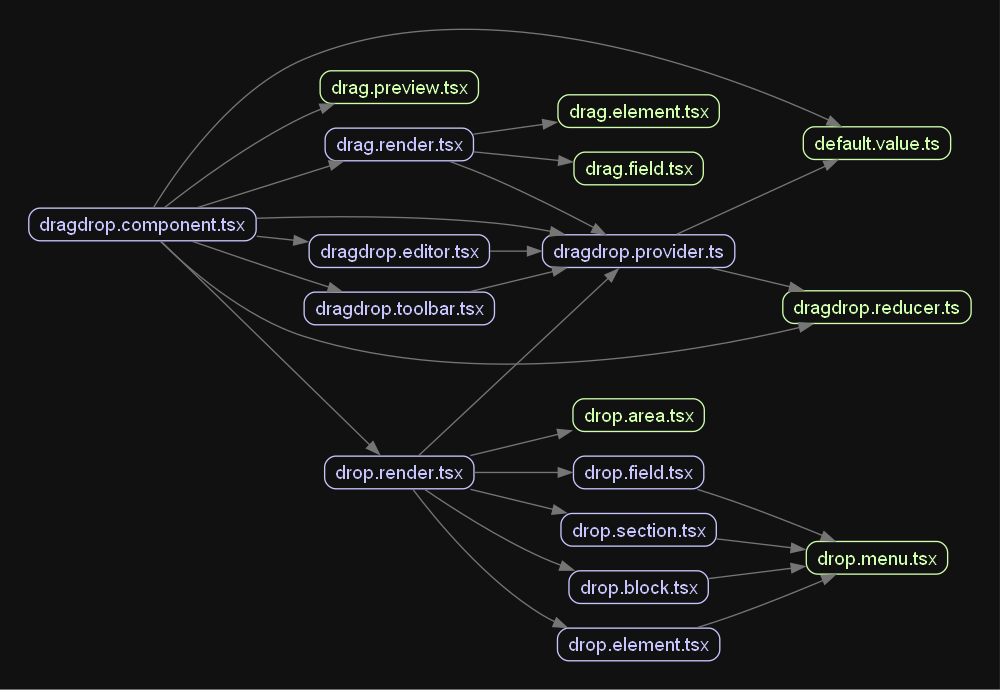 drag.preview.tsx
drag.element.tsx
drag.render.tsx
default.value.ts
drag.field.tsx
dragdrop.component.tsx
dragdrop.editor.tsx
dragdrop.provider.ts
dragdrop.toolbar.tsx
dragdrop.reducer.ts
drop.area.tsx
drop.render.tsx
drop.field.tsx
drop.section.tsx
drop.menu.tsx
drop.block.tsx
drop.element.tsx